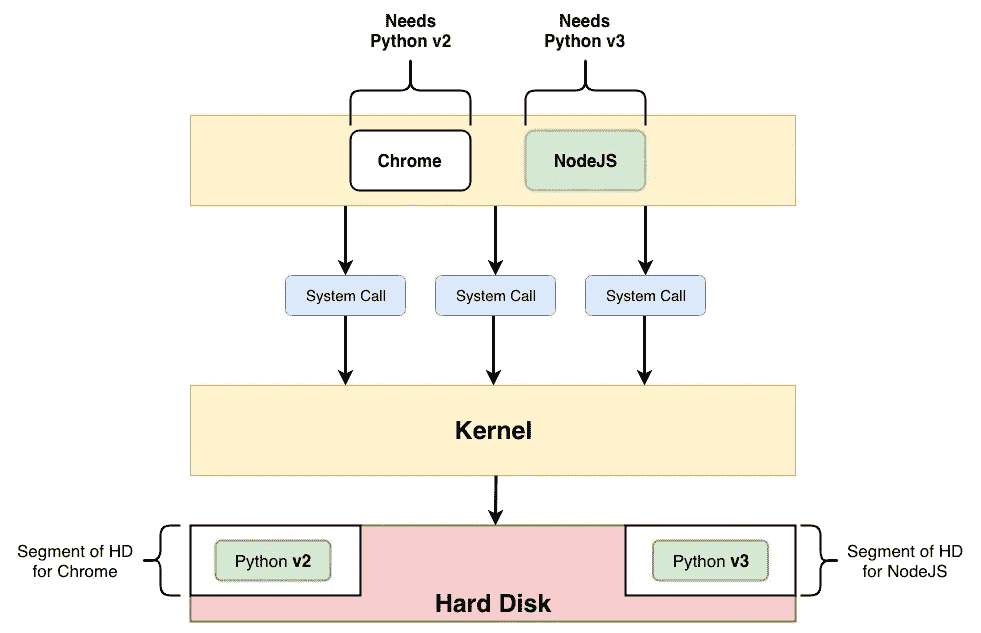 Needs
Python v2
Needs
Python v3
Chrome
NodeJS
System Call
System Call
System Call
Kernel
Segment of HD
for Chrome
Python v2
Python v3
Segment of HD
for NodeJS
Hard Disk